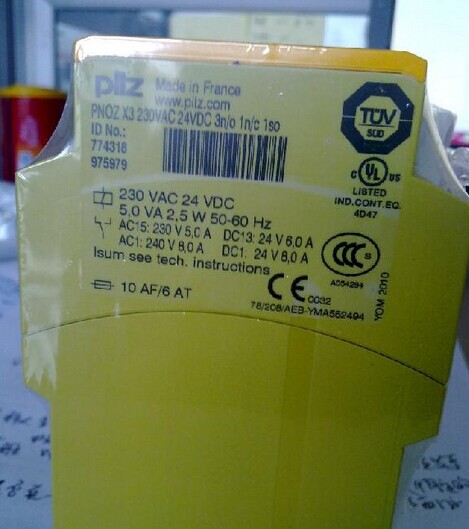 pilz Made in France
www.pilz.com
PNOZ X3 230VAC 24VDC 3n/o 1n/c 1so
ID No.:
774318
975979
TÜV
SÜD
C UL US
LISTED
IND.CONT.EQ.
4D47
230 VAC 24 VDC
5,0 VA 2,5 W 50-60 Hz
AC15: 230 V 5,0 A DC13: 24 V 6,0 A
AC1: 240 V 8,0 A DC1: 24 V 8,0 A
Isum see tech. instructions
CCC S
A054294
10 AF/6 AT
CE 0032
78/208/AEB-YMA552494
YOM 2010